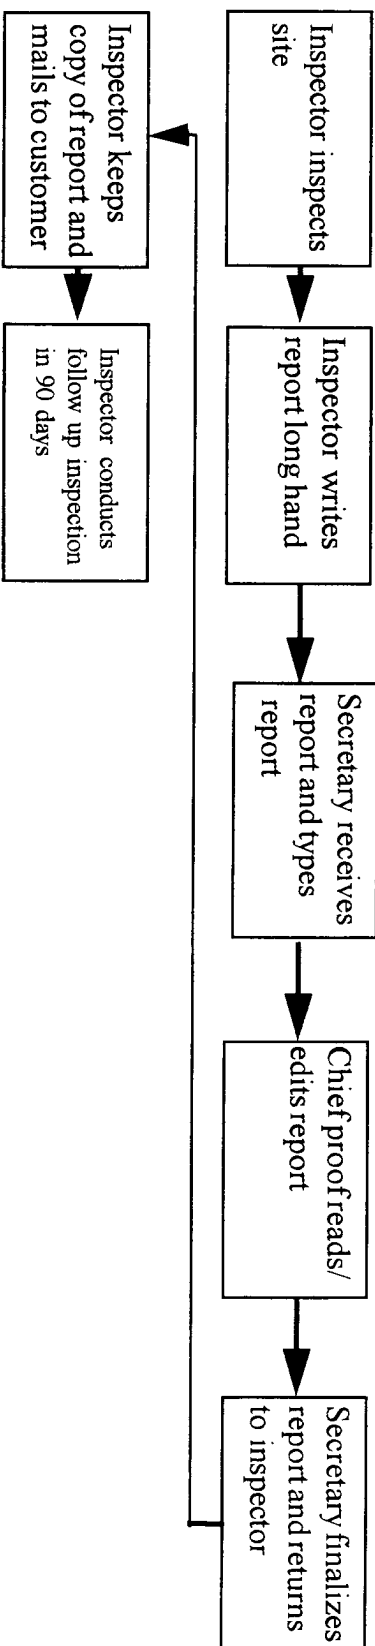 Inspector inspects
site
Inspector writes
report long hand
Secretary receives
report and types
report
Chief proof reads/
edits report
Secretary finalizes
report and returns
to inspector
Inspector keeps
copy of report and
mails to customer
Inspector conducts
follow up inspection
in 90 days